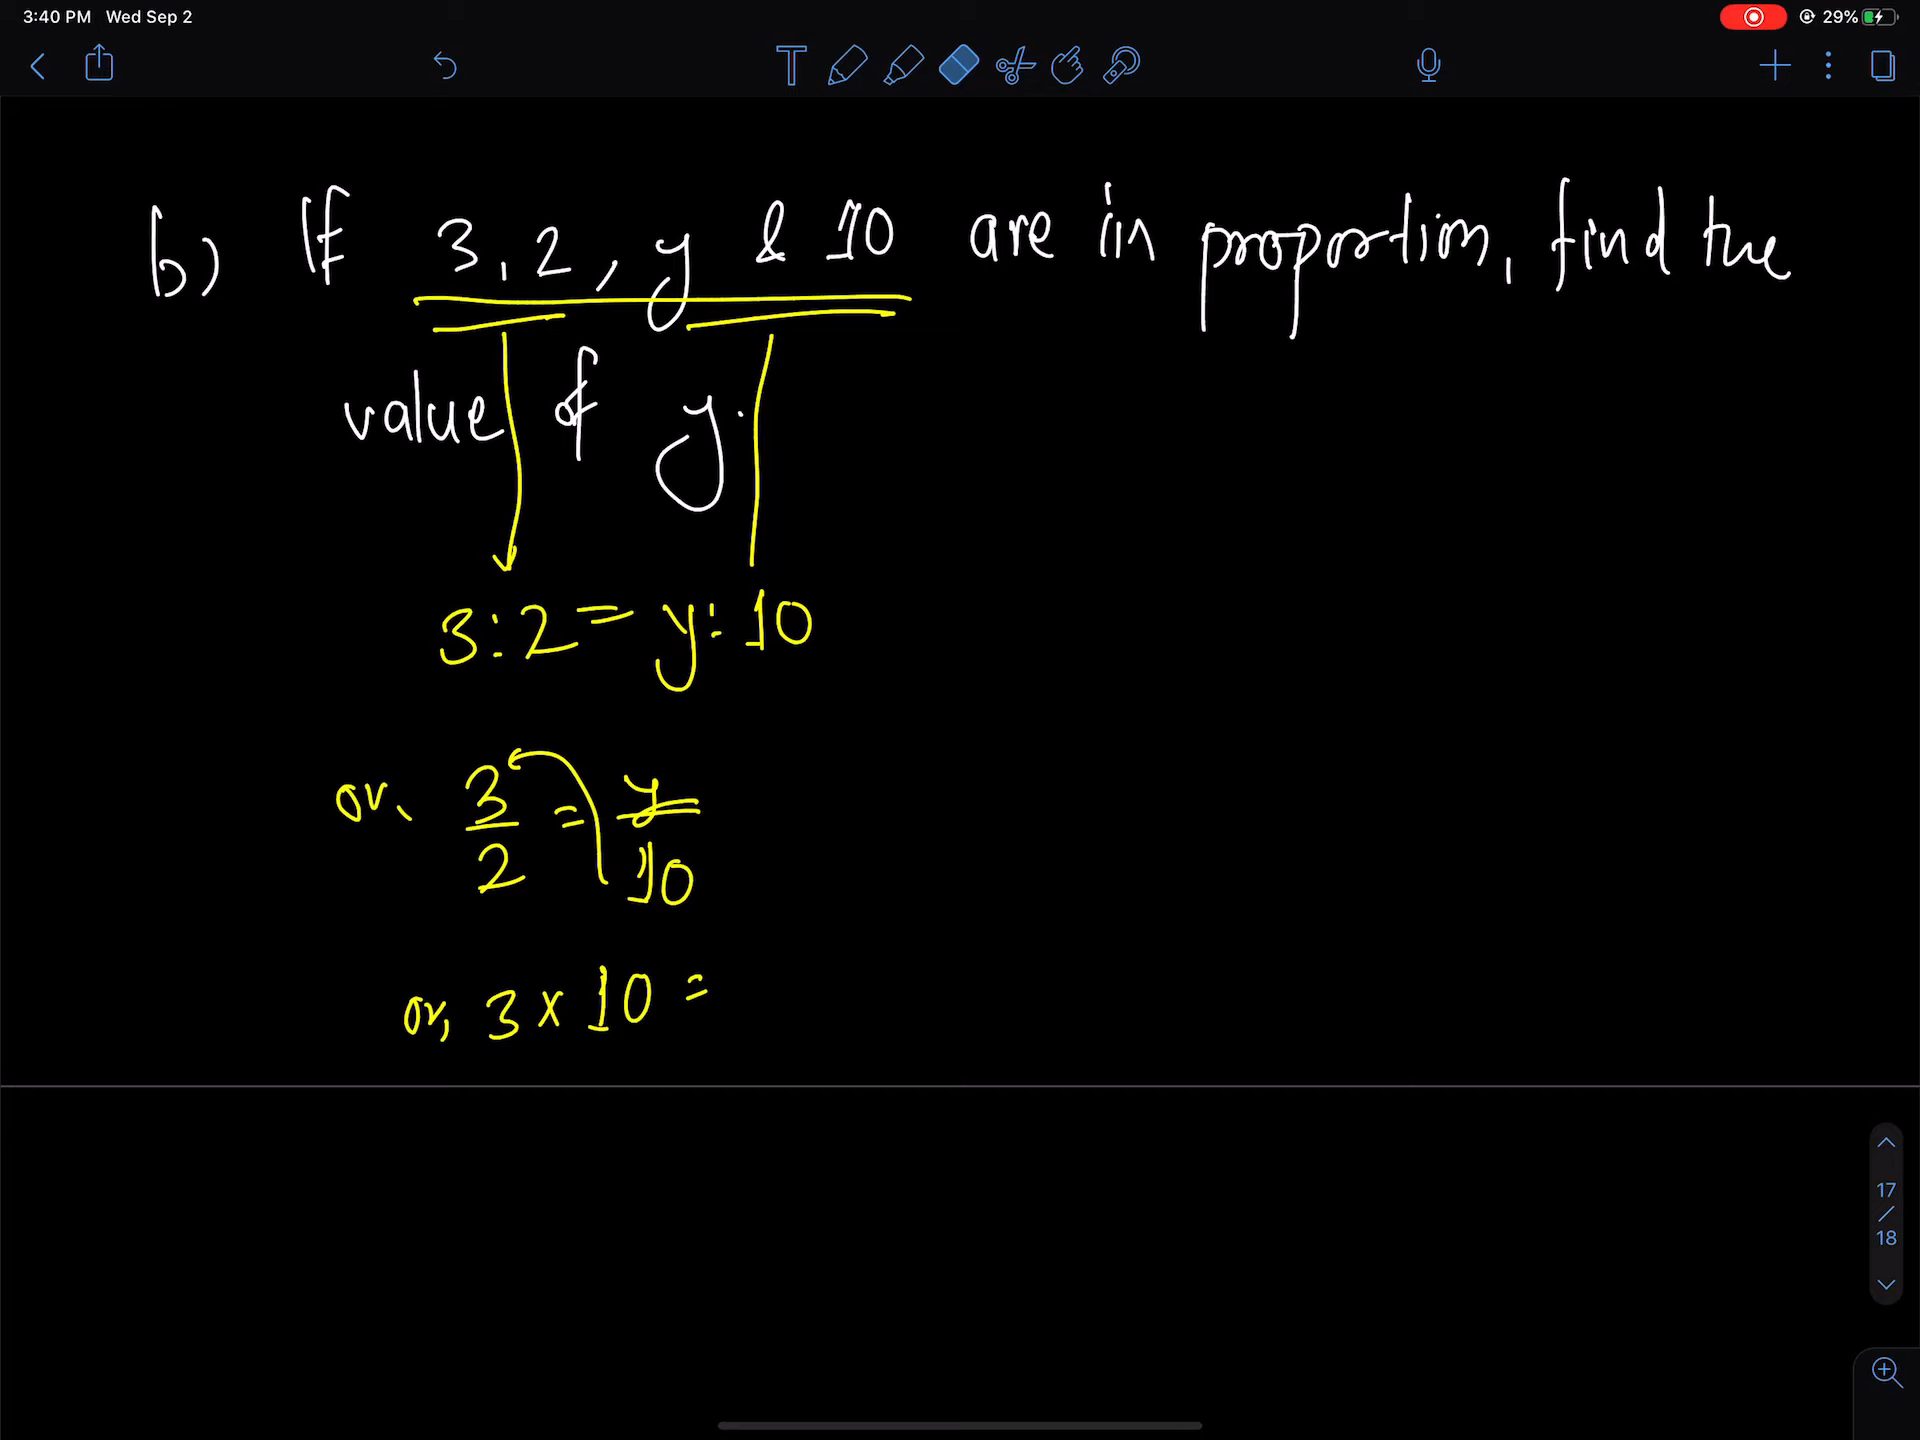 3:40 PM Wed Sep 2
29%
b) If 3, 2, y & 10 are in proportion, find the
value of y.
3:2 = y:10
or, 3/2 = y/10
or, 3 x 10 =
17
/
18